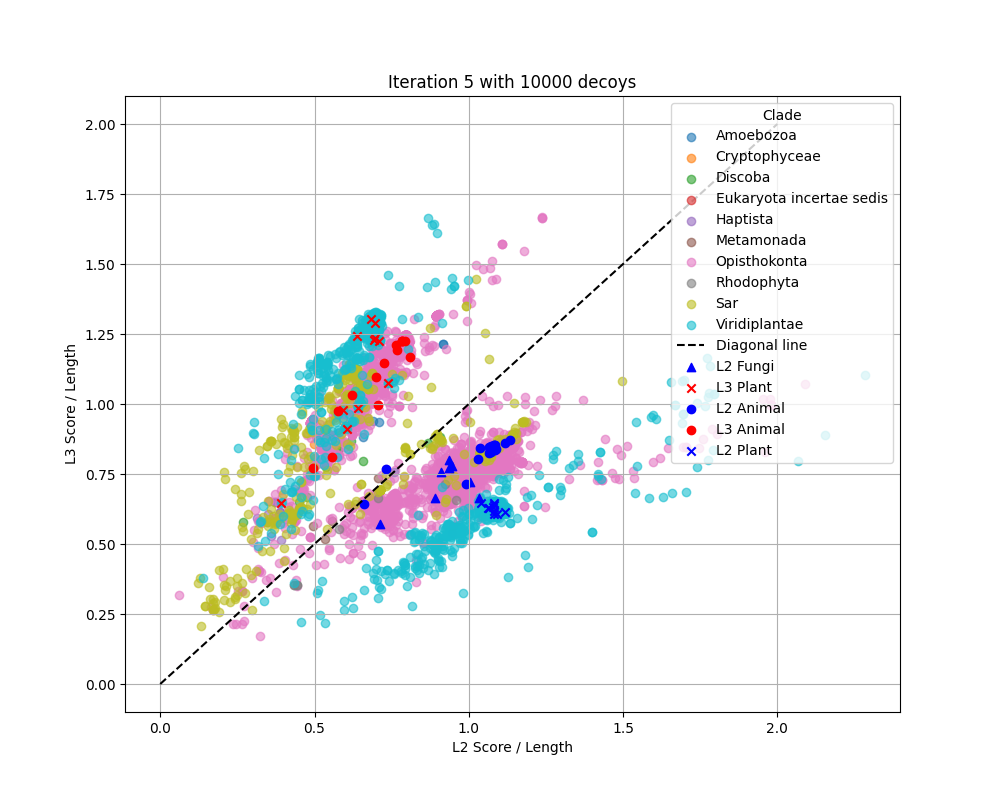 Iteration 5 with 10000 decoys
L3 Score / Length
2.00
1.75
1.50
1.25
1.00
0.75
0.50
0.25
0.00
0.0
0.5
1.0
1.5
2.0
L2 Score / Length
Clade
Amoebozoa
Cryptophyceae
Discoba
Eukaryota incertae sedis
Haptista
Metamonada
Opisthokonta
Rhodophyta
Sar
Viridiplantae
Diagonal line
L2 Fungi
L3 Plant
L2 Animal
L3 Animal
L2 Plant